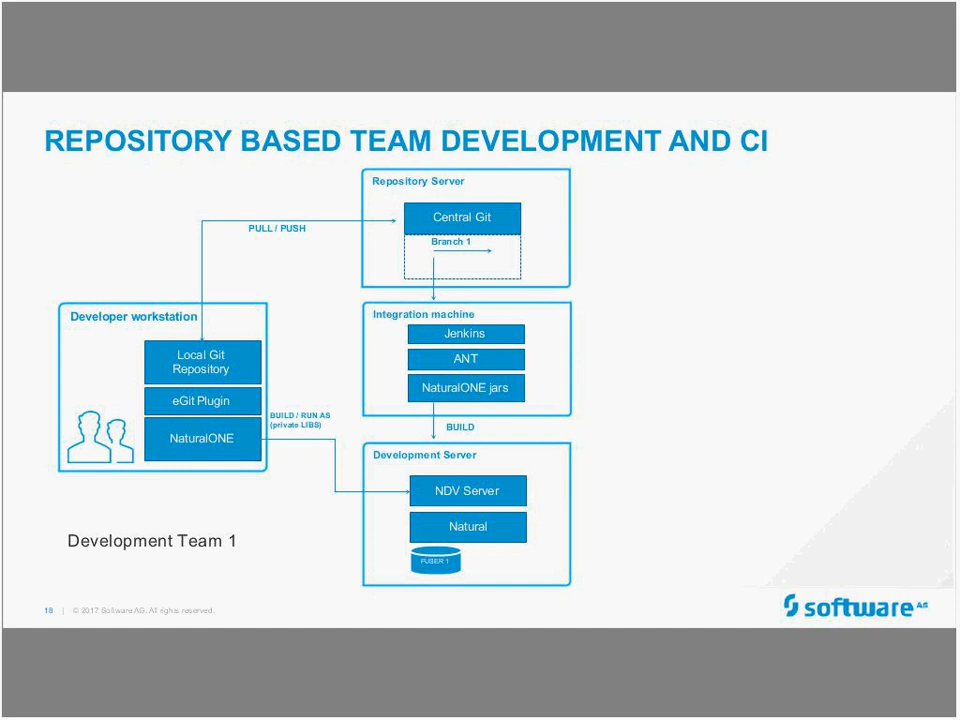 REPOSITORY BASED TEAM DEVELOPMENT AND CI
Repository Server
Central Git
PULL / PUSH
Branch 1
Developer workstation
Integration machine
Jenkins
Local Git
Repository
ANT
NaturalONE jars
eGit Plugin
BUILD / RUN AS
(private LIBS)
BUILD
NaturalONE
Development Server
NDV Server
Natural
Development Team 1
FUSER 1
18 | © 2017 Software AG. All rights reserved.
software AG